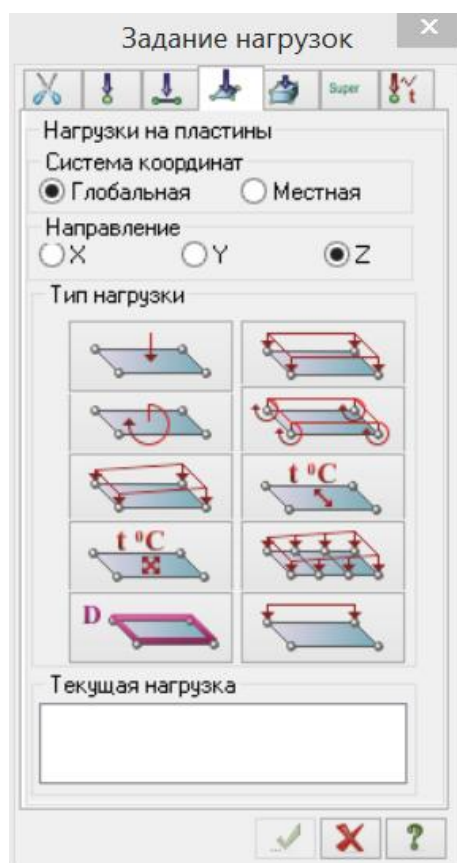 Задание нагрузок
Super
t
Нагрузки на пластины
Система координат
Глобальная Местная
Направление
X Y Z
Тип нагрузки
t °C
t °C
D
Текущая нагрузка
?